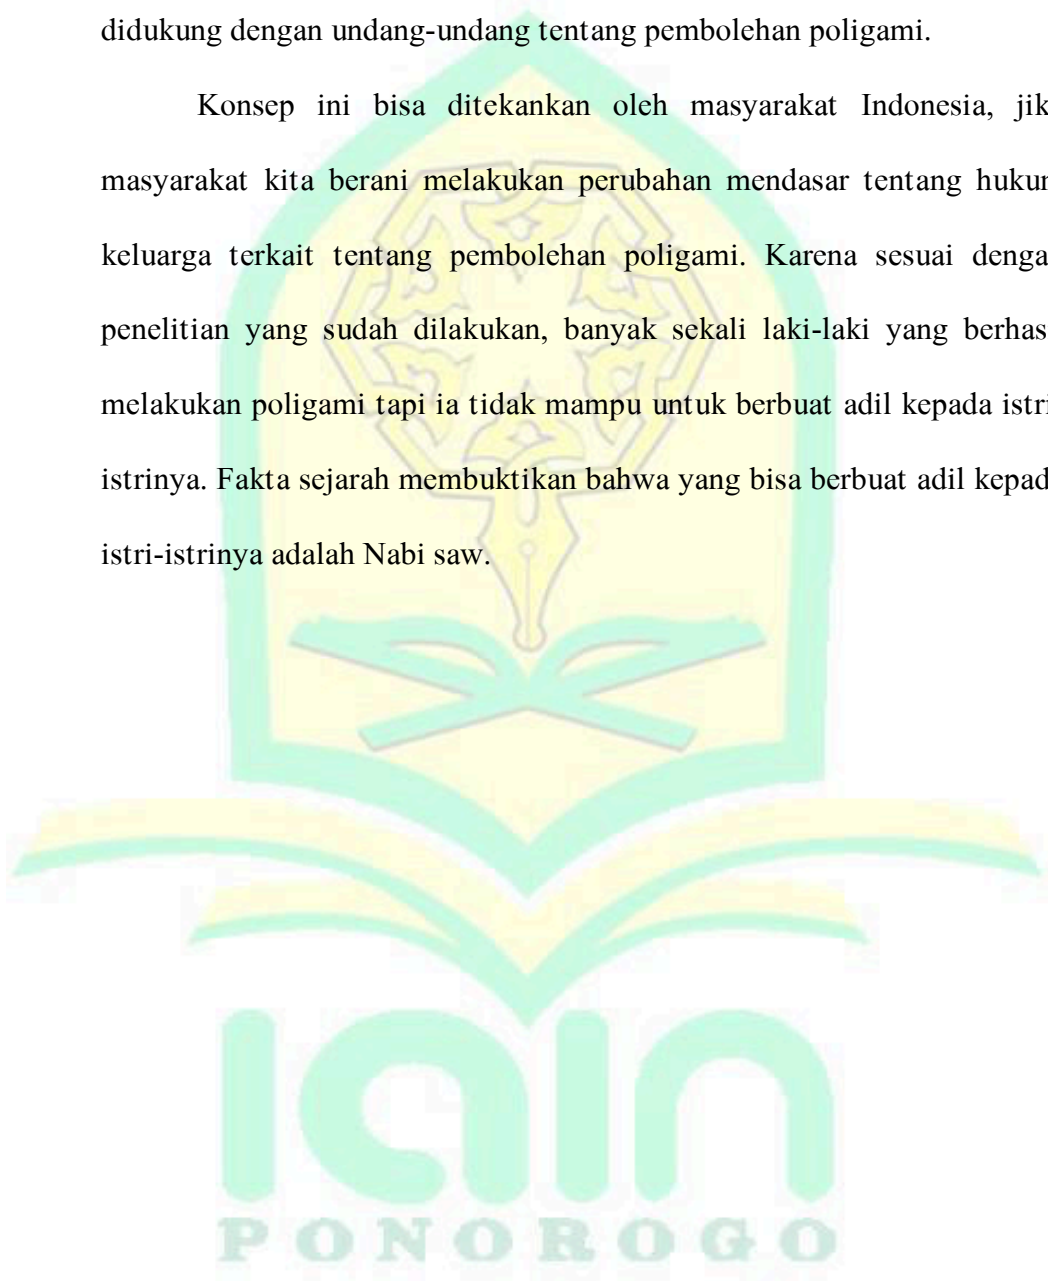 didukung dengan undang-undang tentang pembolehan poligami.
Konsep ini bisa ditekankan oleh masyarakat Indonesia, jik
masyarakat kita berani melakukan perubahan mendasar tentang hukun
keluarga terkait tentang pembolehan poligami. Karena sesuai denga
penelitian yang sudah dilakukan, banyak sekali laki-laki yang berhas
melakukan poligami tapi ia tidak mampu untuk berbuat adil kepada istri
istrinya. Fakta sejarah membuktikan bahwa yang bisa berbuat adil kepad
istri-istrinya adalah Nabi saw.
iain
PONOROGO